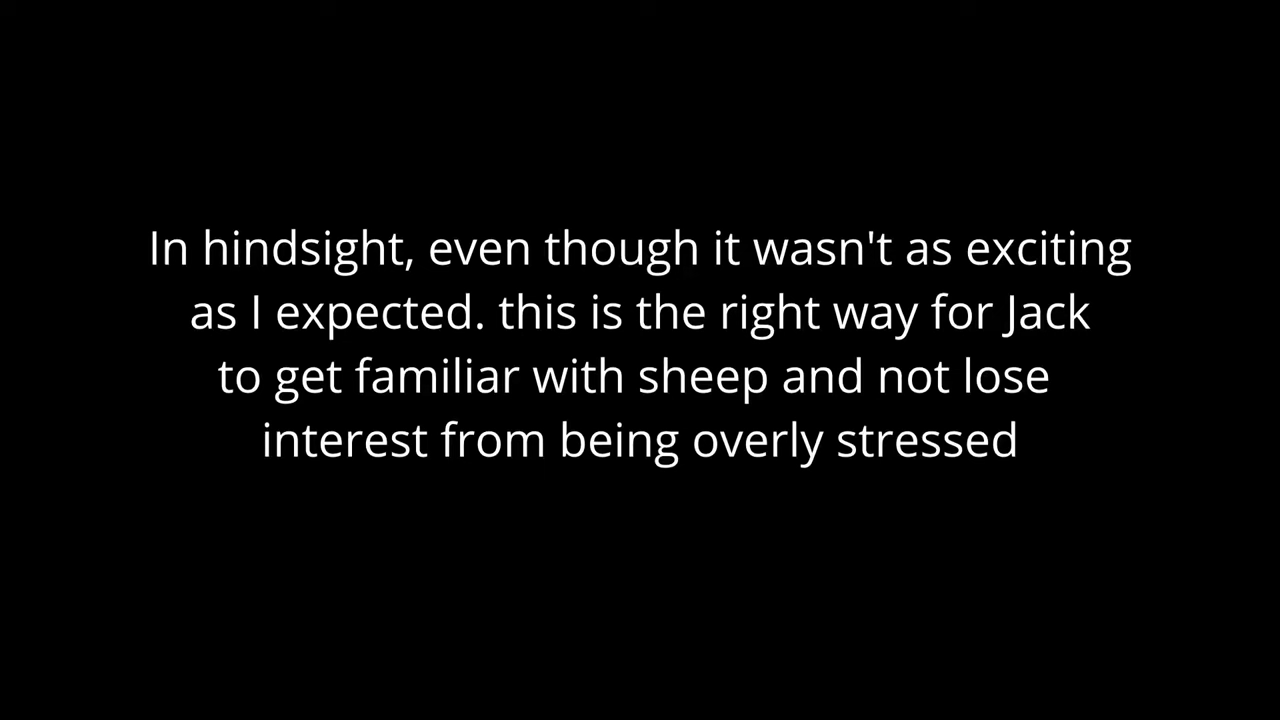 In hindsight, even though it wasn't as exciting
as I expected. this is the right way for Jack
to get familiar with sheep and not lose
interest from being overly stressed